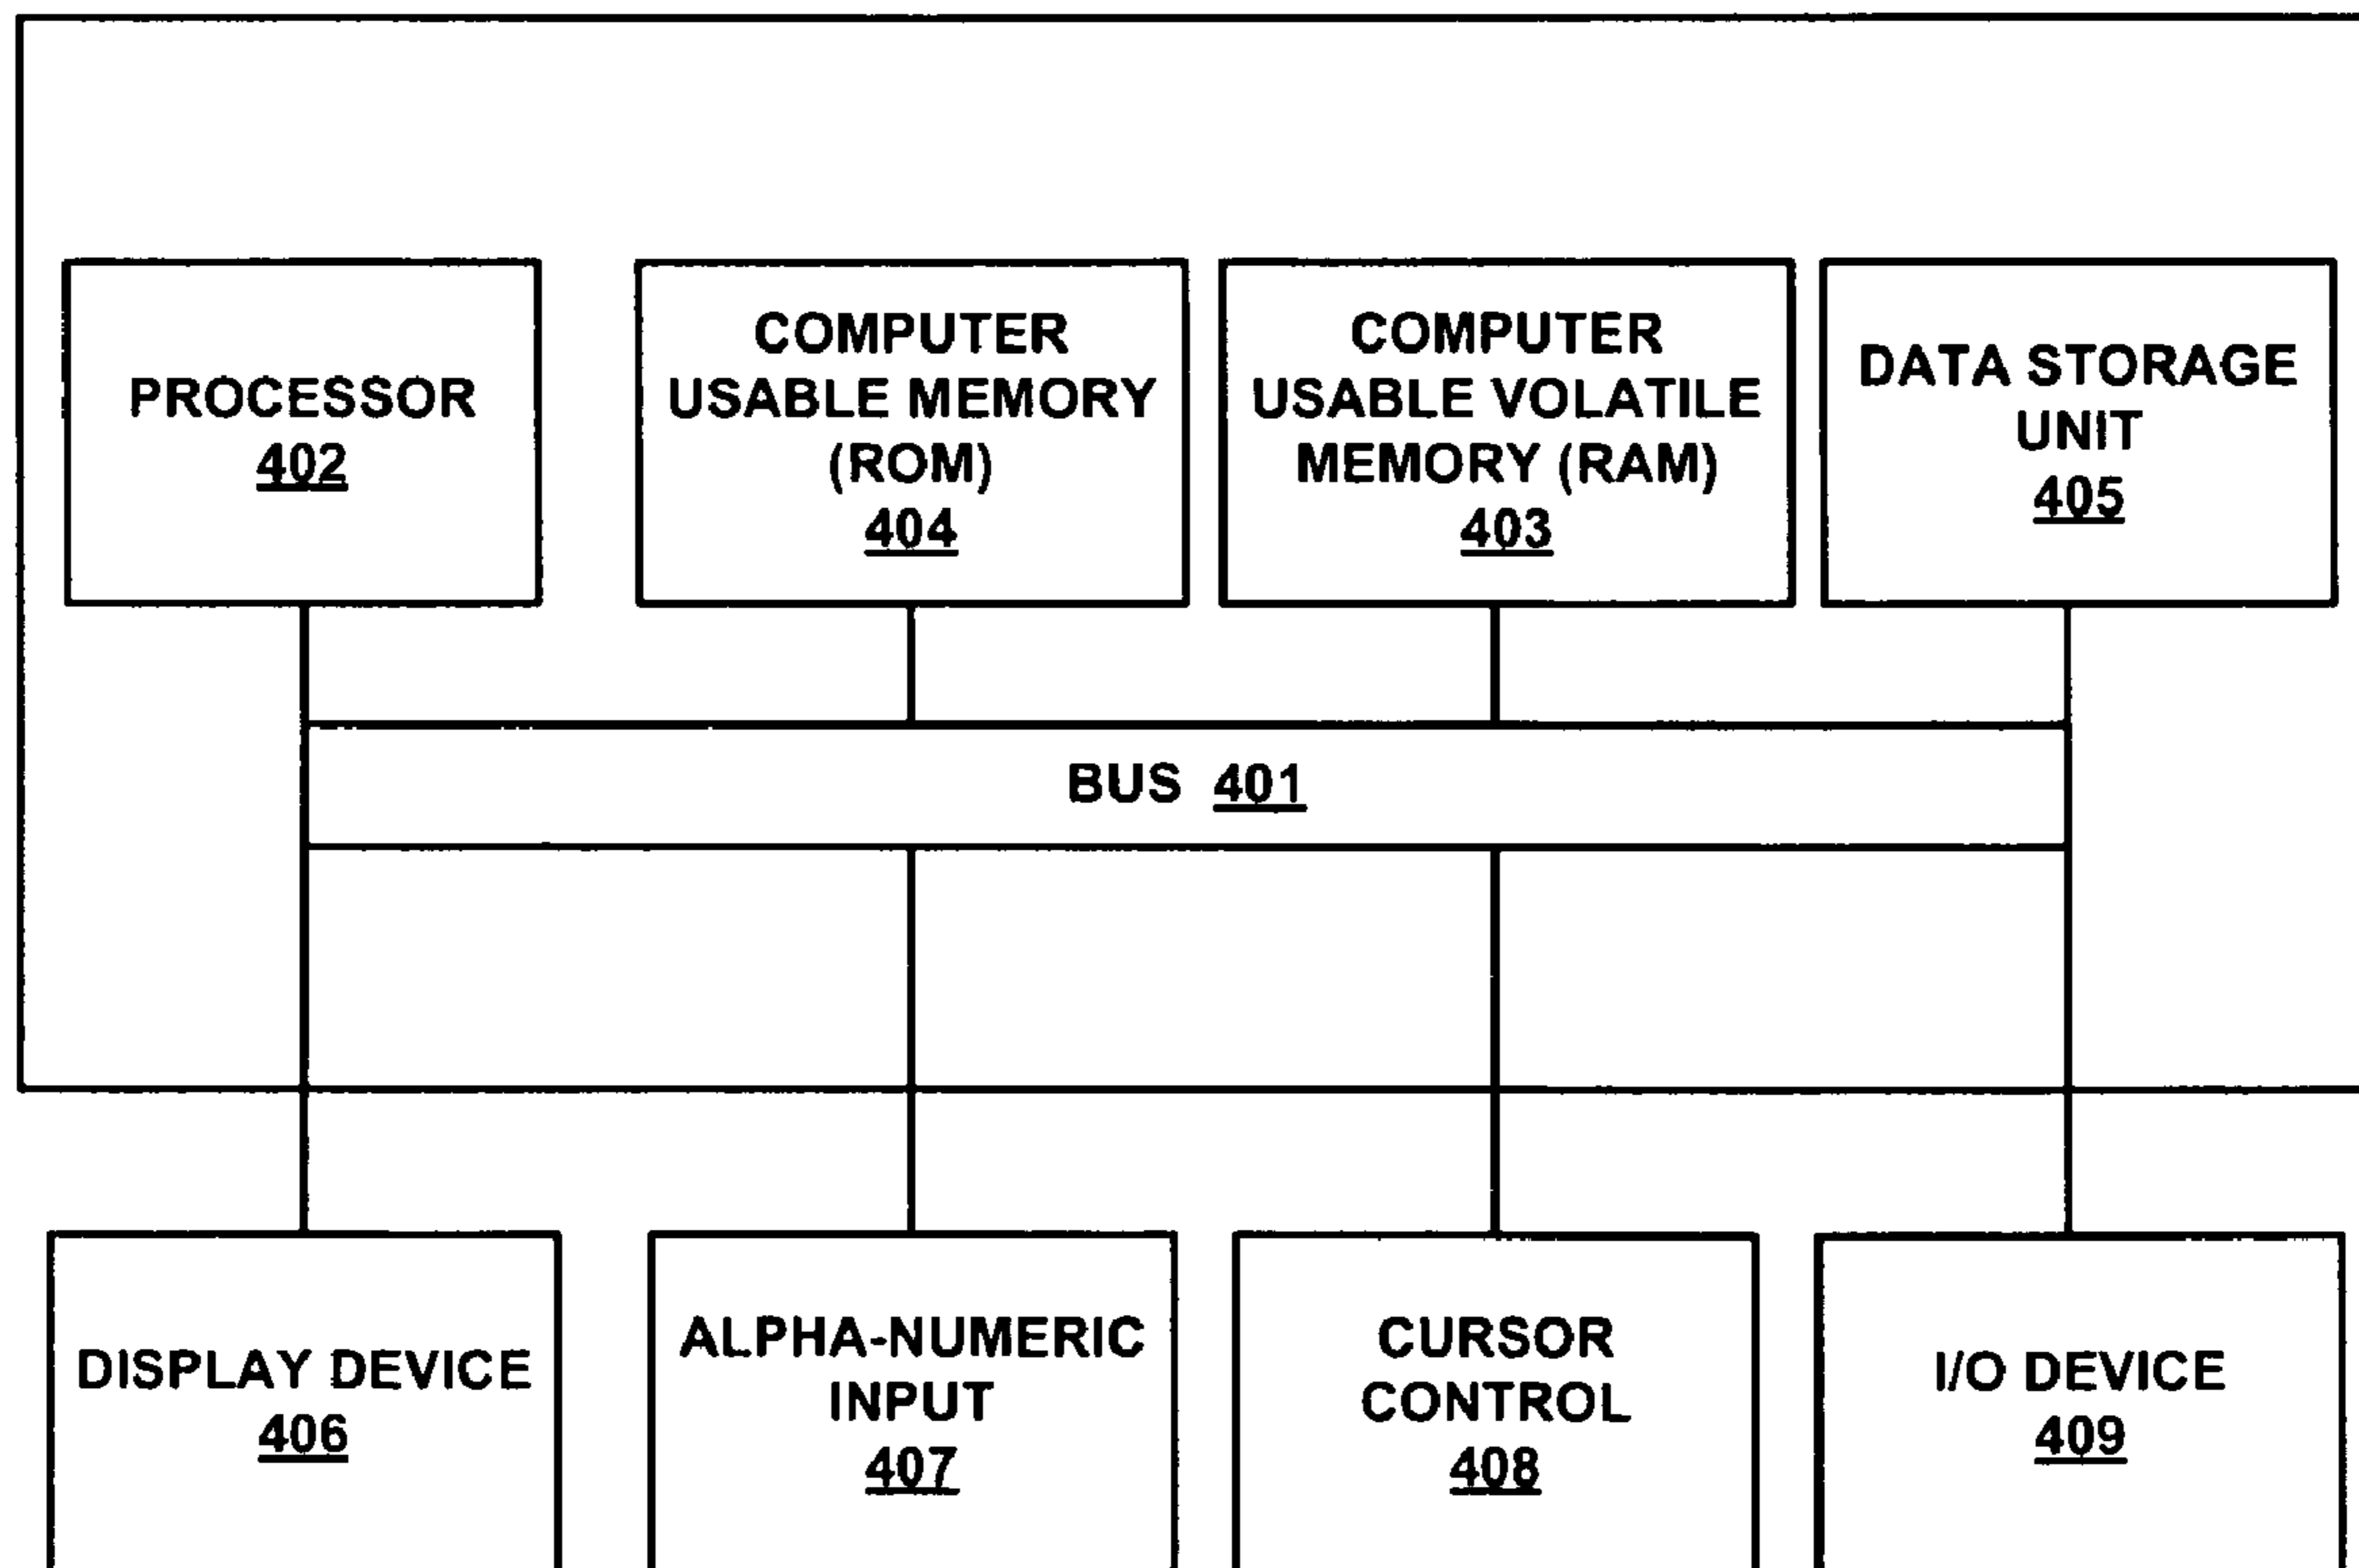 PROCESSOR
402
COMPUTER
USABLE MEMORY
(ROM)
404
COMPUTER
USABLE VOLATILE
MEMORY (RAM)
403
DATA STORAGE
UNIT
405
BUS 401
DISPLAY DEVICE
406
ALPHA-NUMERIC
INPUT
407
CURSOR
CONTROL
408
I/O DEVICE
409